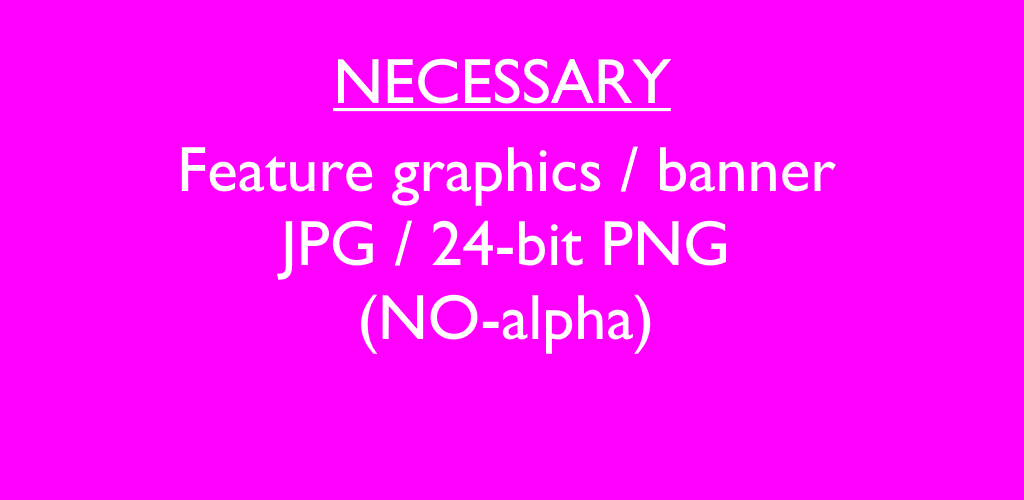 NECESSARY
Feature graphics / banner
JPG / 24-bit PNG
(NO-alpha)